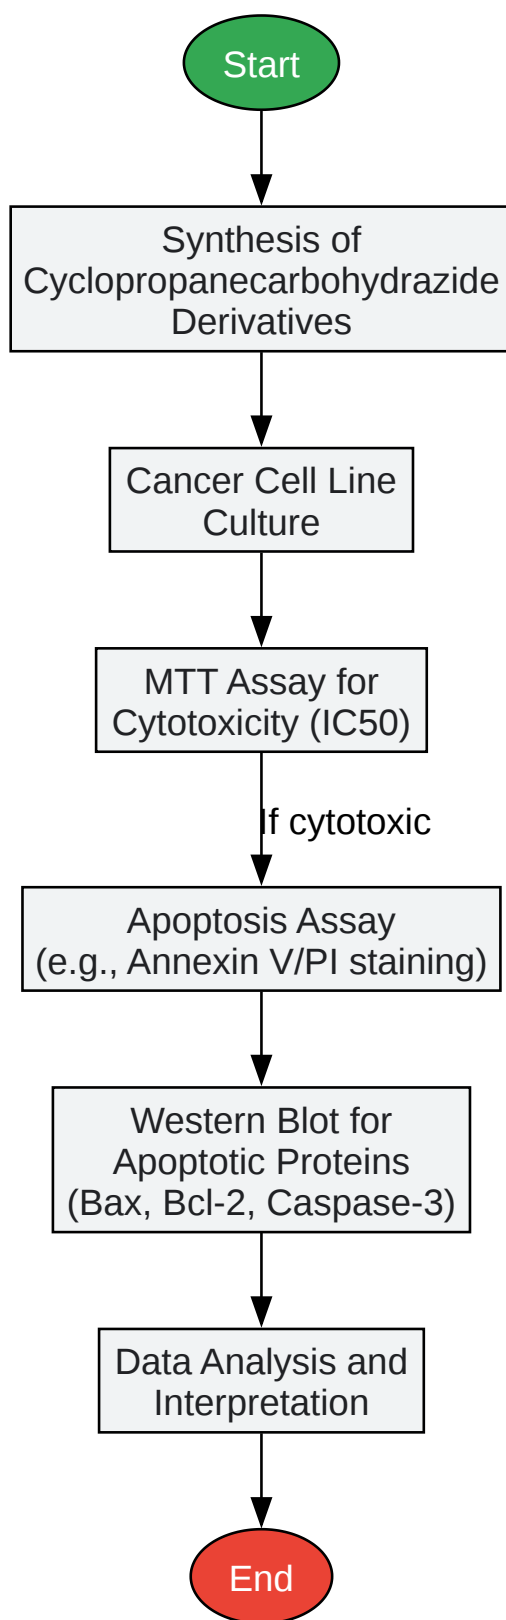 Start
Synthesis of
Cyclopropanecarbohydrazide
Derivatives
Cancer Cell Line
Culture
MTT Assay for
Cytotoxicity (IC50)
If cytotoxic
Apoptosis Assay
(e.g., Annexin V/PI staining)
Western Blot for
Apoptotic Proteins
(Bax, Bcl-2, Caspase-3)
Data Analysis and
Interpretation
End